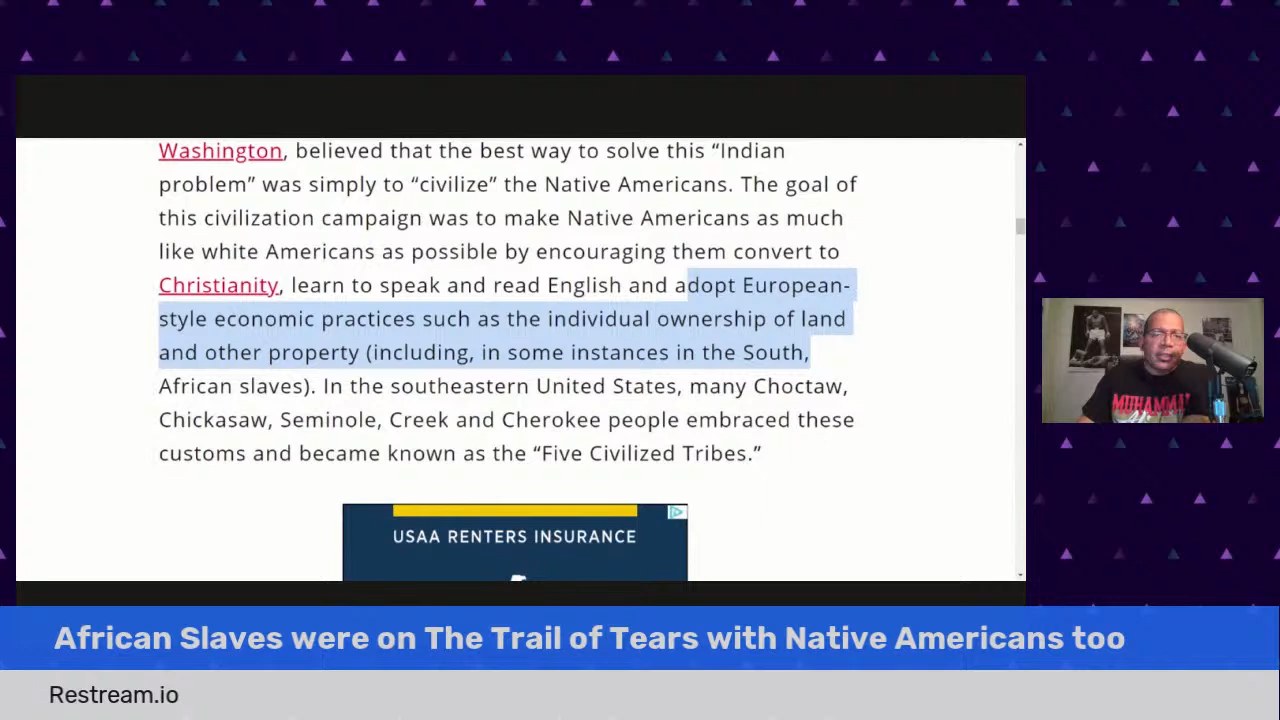 Washington, believed that the best way to solve this “Indian
problem” was simply to “civilize” the Native Americans. The goal of
this civilization campaign was to make Native Americans as much
like white Americans as possible by encouraging them convert to
Christianity, learn to speak and read English and adopt European-
style economic practices such as the individual ownership of land
and other property (including, in some instances in the South,
African slaves). In the southeastern United States, many Choctaw,
Chickasaw, Seminole, Creek and Cherokee people embraced these
customs and became known as the “Five Civilized Tribes.”
USAA RENTERS INSURANCE
MUHAMMAD
African Slaves were on The Trail of Tears with Native Americans too
Restream.io